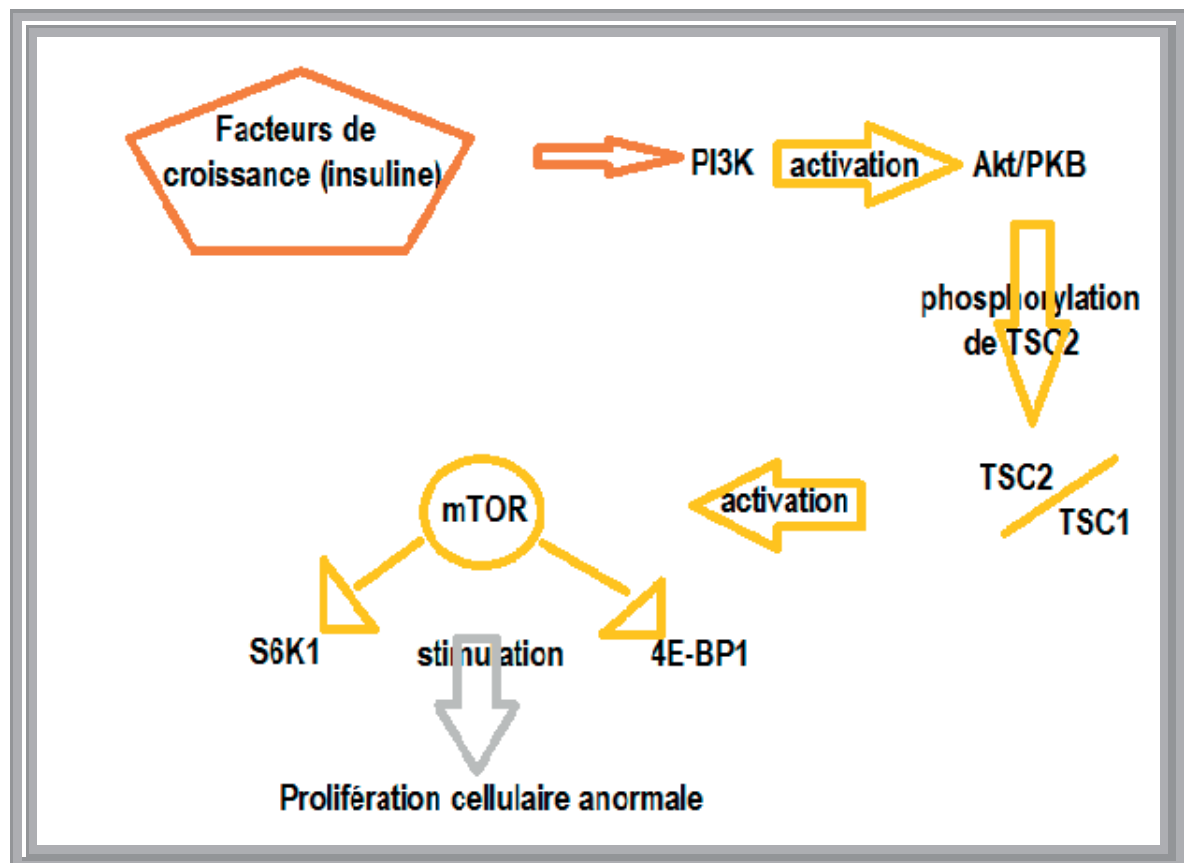 Facteurs de
croissance (insuline)
PI3K
activation
Akt/PKB
phosphorylation
de TSC2
TSC2
TSC1
activation
mTOR
S6K1
stimulation
4E-BP1
Prolifération cellulaire anormale